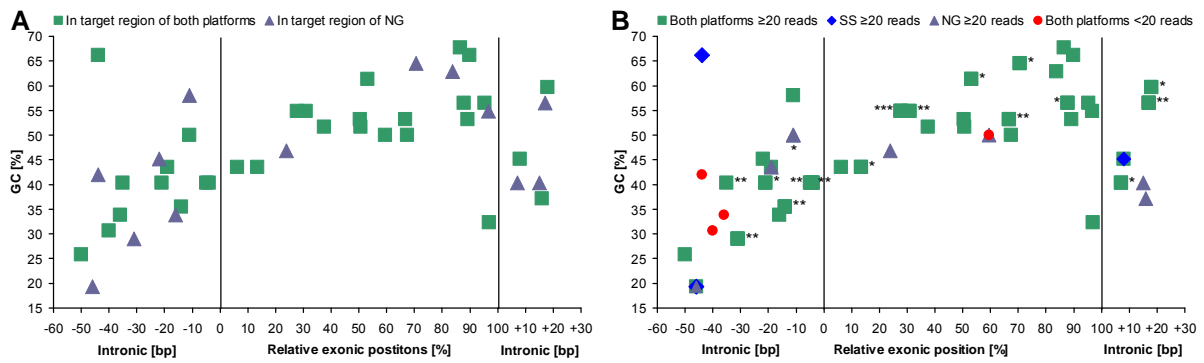 A
In target region of both platforms In target region of NG
GC [%]
70
65
60
55
50
45
40
35
30
25
20
15
-60 -50 -40 -30 -20 -10 0 10 20 30 40 50 60 70 80 90 100 +10 +20 +30
Intronic [bp] Relative exonic postitons [%] Intronic [bp]
B
Both platforms ≥20 reads SS ≥20 reads NG ≥20 reads Both platforms <20 reads
GC [%]
70
65
60
55
50
45
40
35
30
25
20
15
* * * *** * ** * ** * * ** * ** ** * ** **
-60 -50 -40 -30 -20 -10 0 10 20 30 40 50 60 70 80 90 100 +10 +20 +30
Intronic [bp] Relative exonic position [%] Intronic [bp]